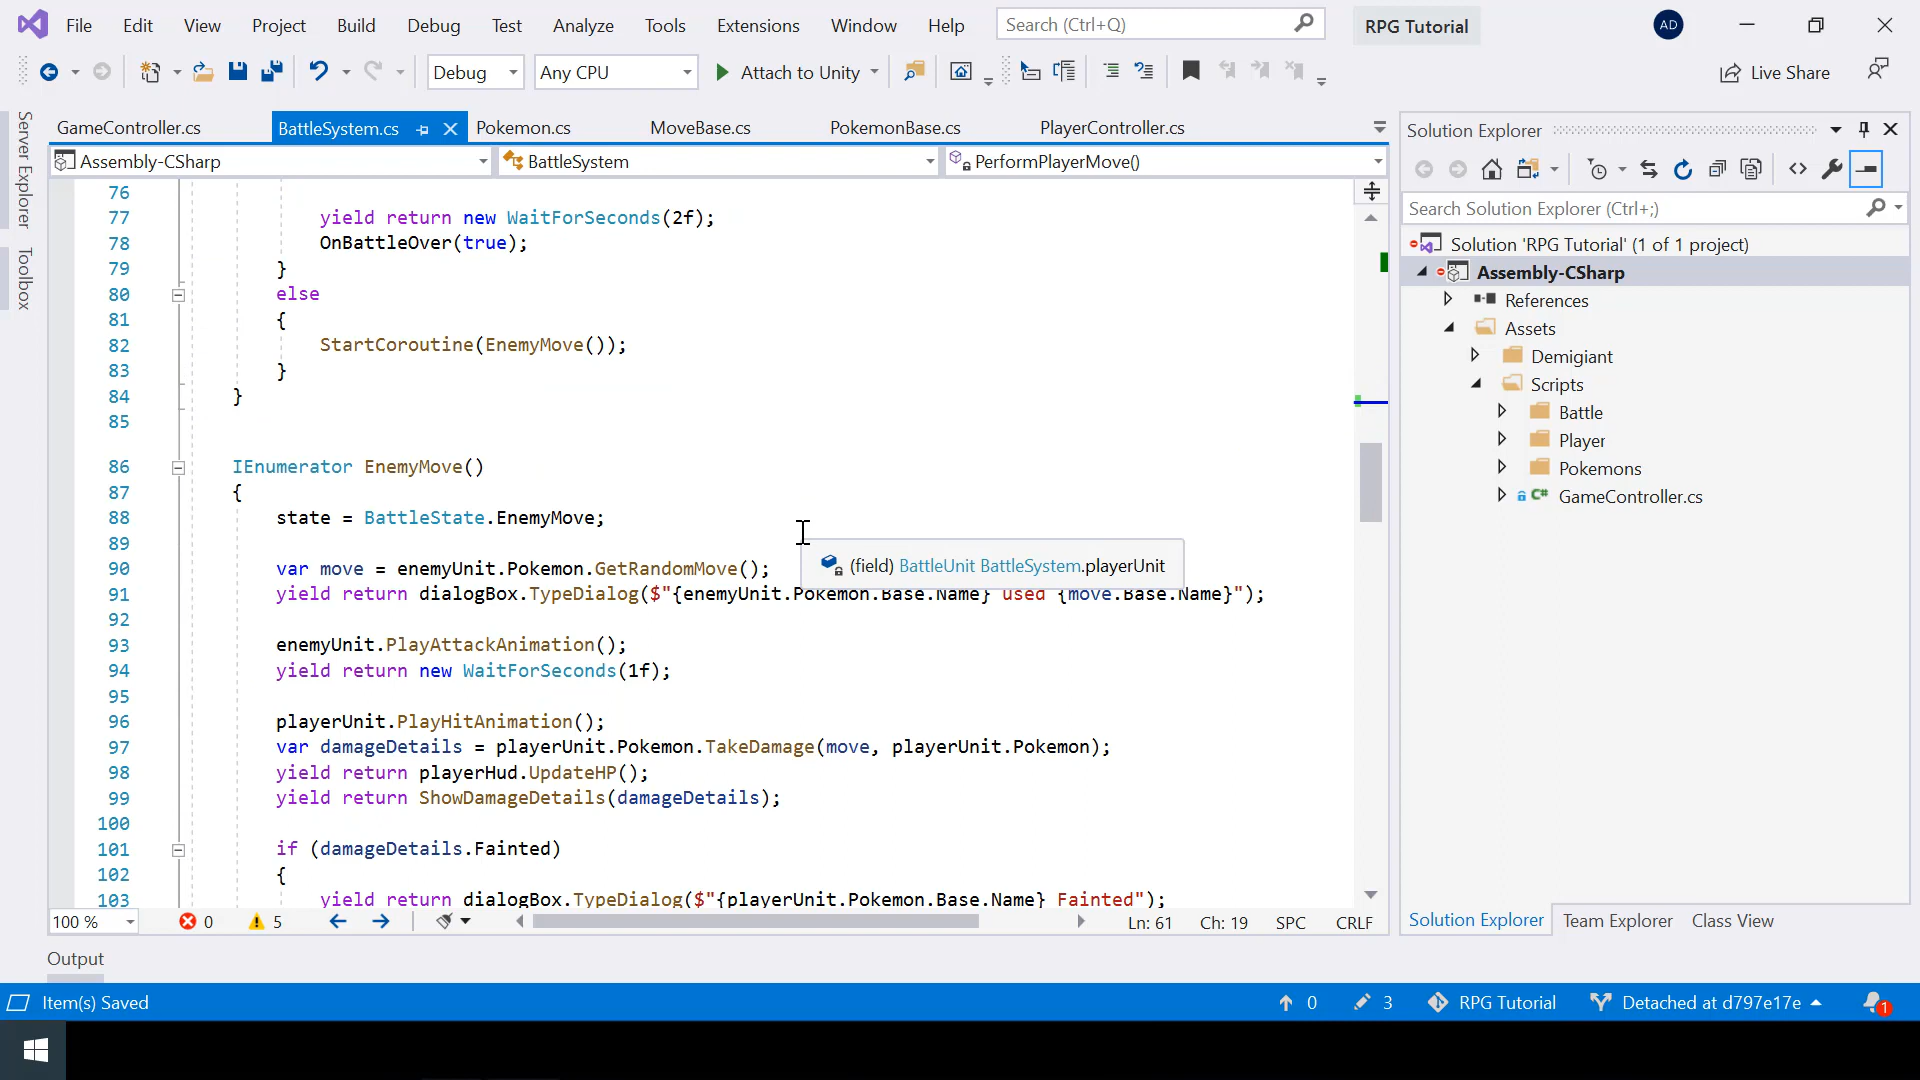 File Edit View Project Build Debug Test Analyze Tools Extensions Window Help Search (Ctrl+Q) RPG Tutorial AD
Debug Any CPU Attach to Unity Live Share
Server Explorer
Toolbox
GameController.cs BattleSystem.cs Pokemon.cs MoveBase.cs PokemonBase.cs PlayerController.cs
Assembly-CSharp BattleSystem PerformPlayerMove()
76
77 yield return new WaitForSeconds(2f);
78 OnBattleOver(true);
79 }
80 else
81 {
82 StartCoroutine(EnemyMove());
83 }
84 }
85
86 IEnumerator EnemyMove()
87 {
88 state = BattleState.EnemyMove;
89
(field) BattleUnit BattleSystem.playerUnit
90 var move = enemyUnit.Pokemon.GetRandomMove();
91 yield return dialogBox.TypeDialog($"{enemyUnit.Pokemon.Base.Name} used {move.Base.Name}");
92
93 enemyUnit.PlayAttackAnimation();
94 yield return new WaitForSeconds(1f);
95
96 playerUnit.PlayHitAnimation();
97 var damageDetails = playerUnit.Pokemon.TakeDamage(move, playerUnit.Pokemon);
98 yield return playerHud.UpdateHP();
99 yield return ShowDamageDetails(damageDetails);
100
101 if (damageDetails.Fainted)
102 {
103 yield return dialogBox.TypeDialog($"{playerUnit.Pokemon.Base.Name} Fainted");
100 % 0 5 Ln: 61 Ch: 19 SPC CRLF
Solution Explorer
Search Solution Explorer (Ctrl+;)
Solution 'RPG Tutorial' (1 of 1 project)
Assembly-CSharp
References
Assets
Demigiant
Scripts
Battle
Player
Pokemons
C# GameController.cs
Solution Explorer Team Explorer Class View
Output
Item(s) Saved 0 3 RPG Tutorial Detached at d797e17e 1